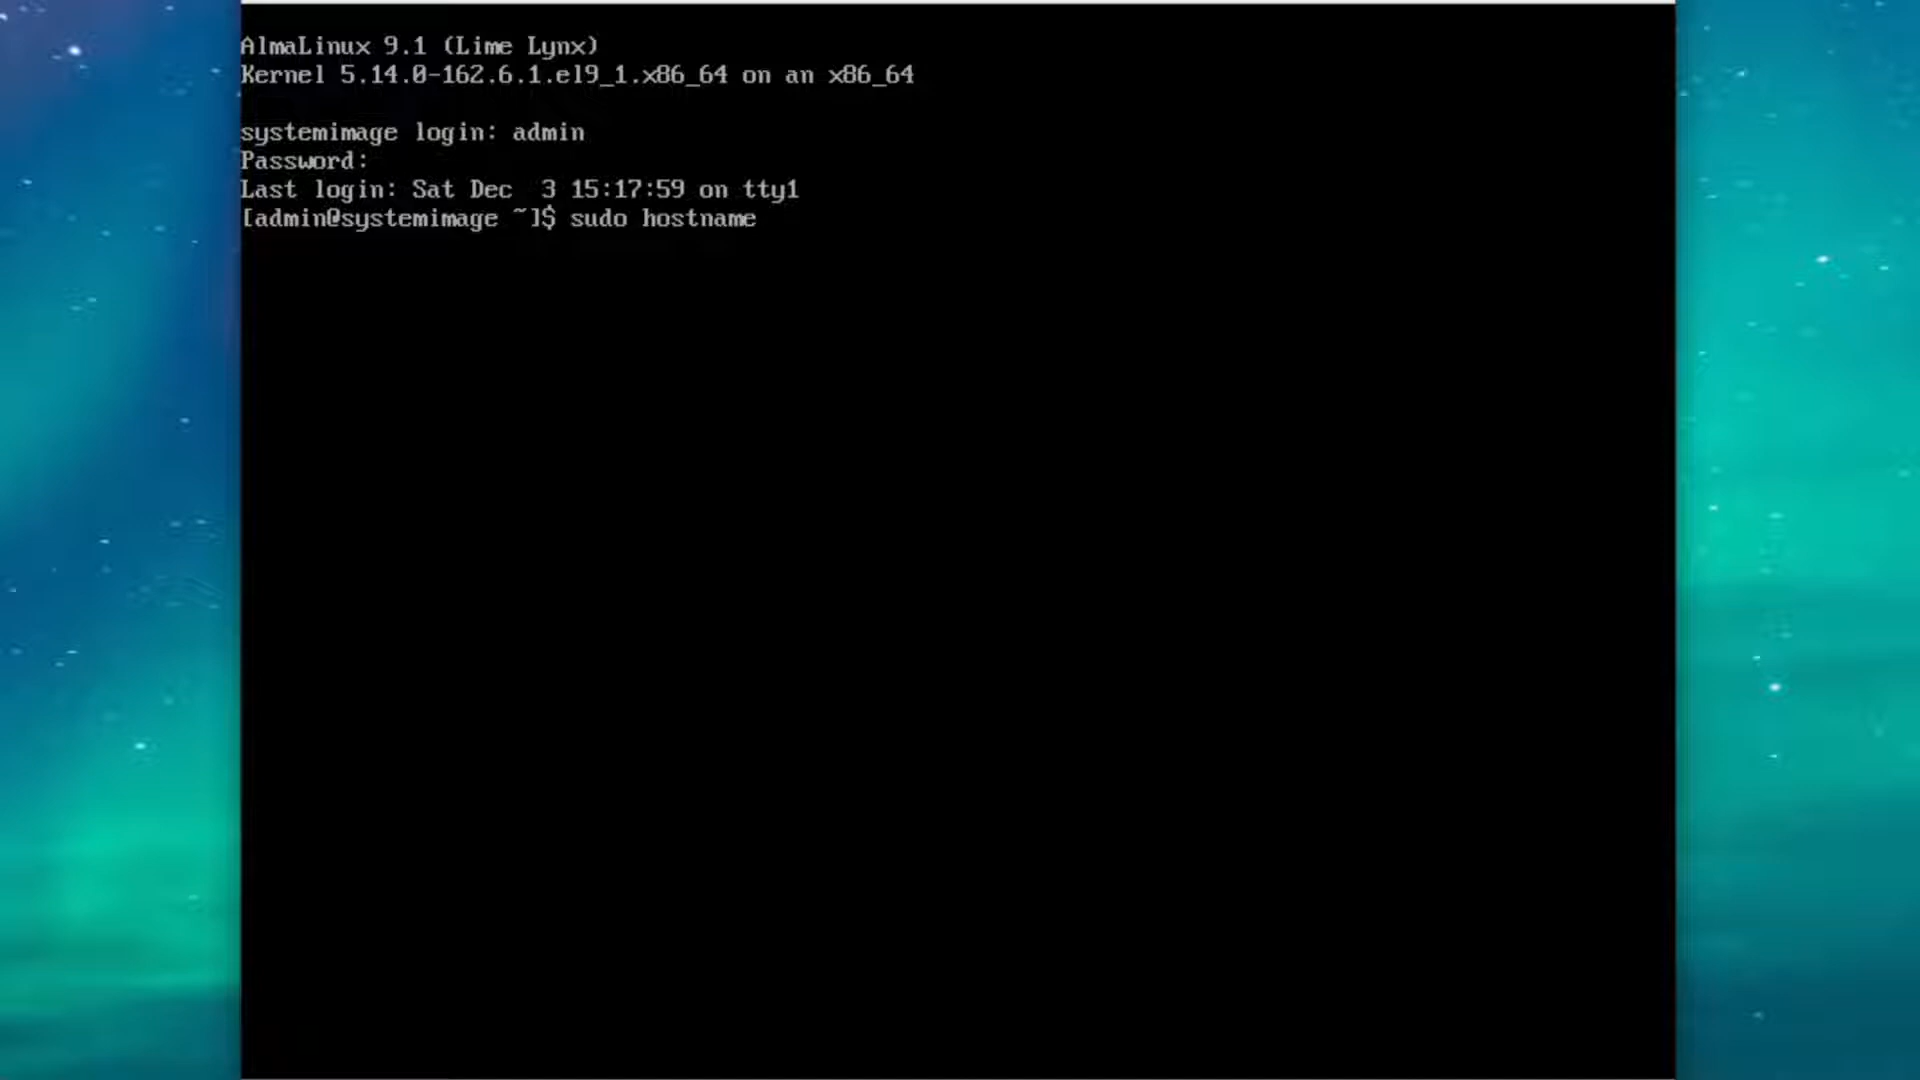 AlmaLinux 9.1 (Lime Lynx)
Kernel 5.14.0-162.6.1.el9_1.x86_64 on an x86_64
systemimage login: admin
Password:
Last login: Sat Dec  3 15:17:59 on tty1
[admin@systemimage ~]$ sudo hostname